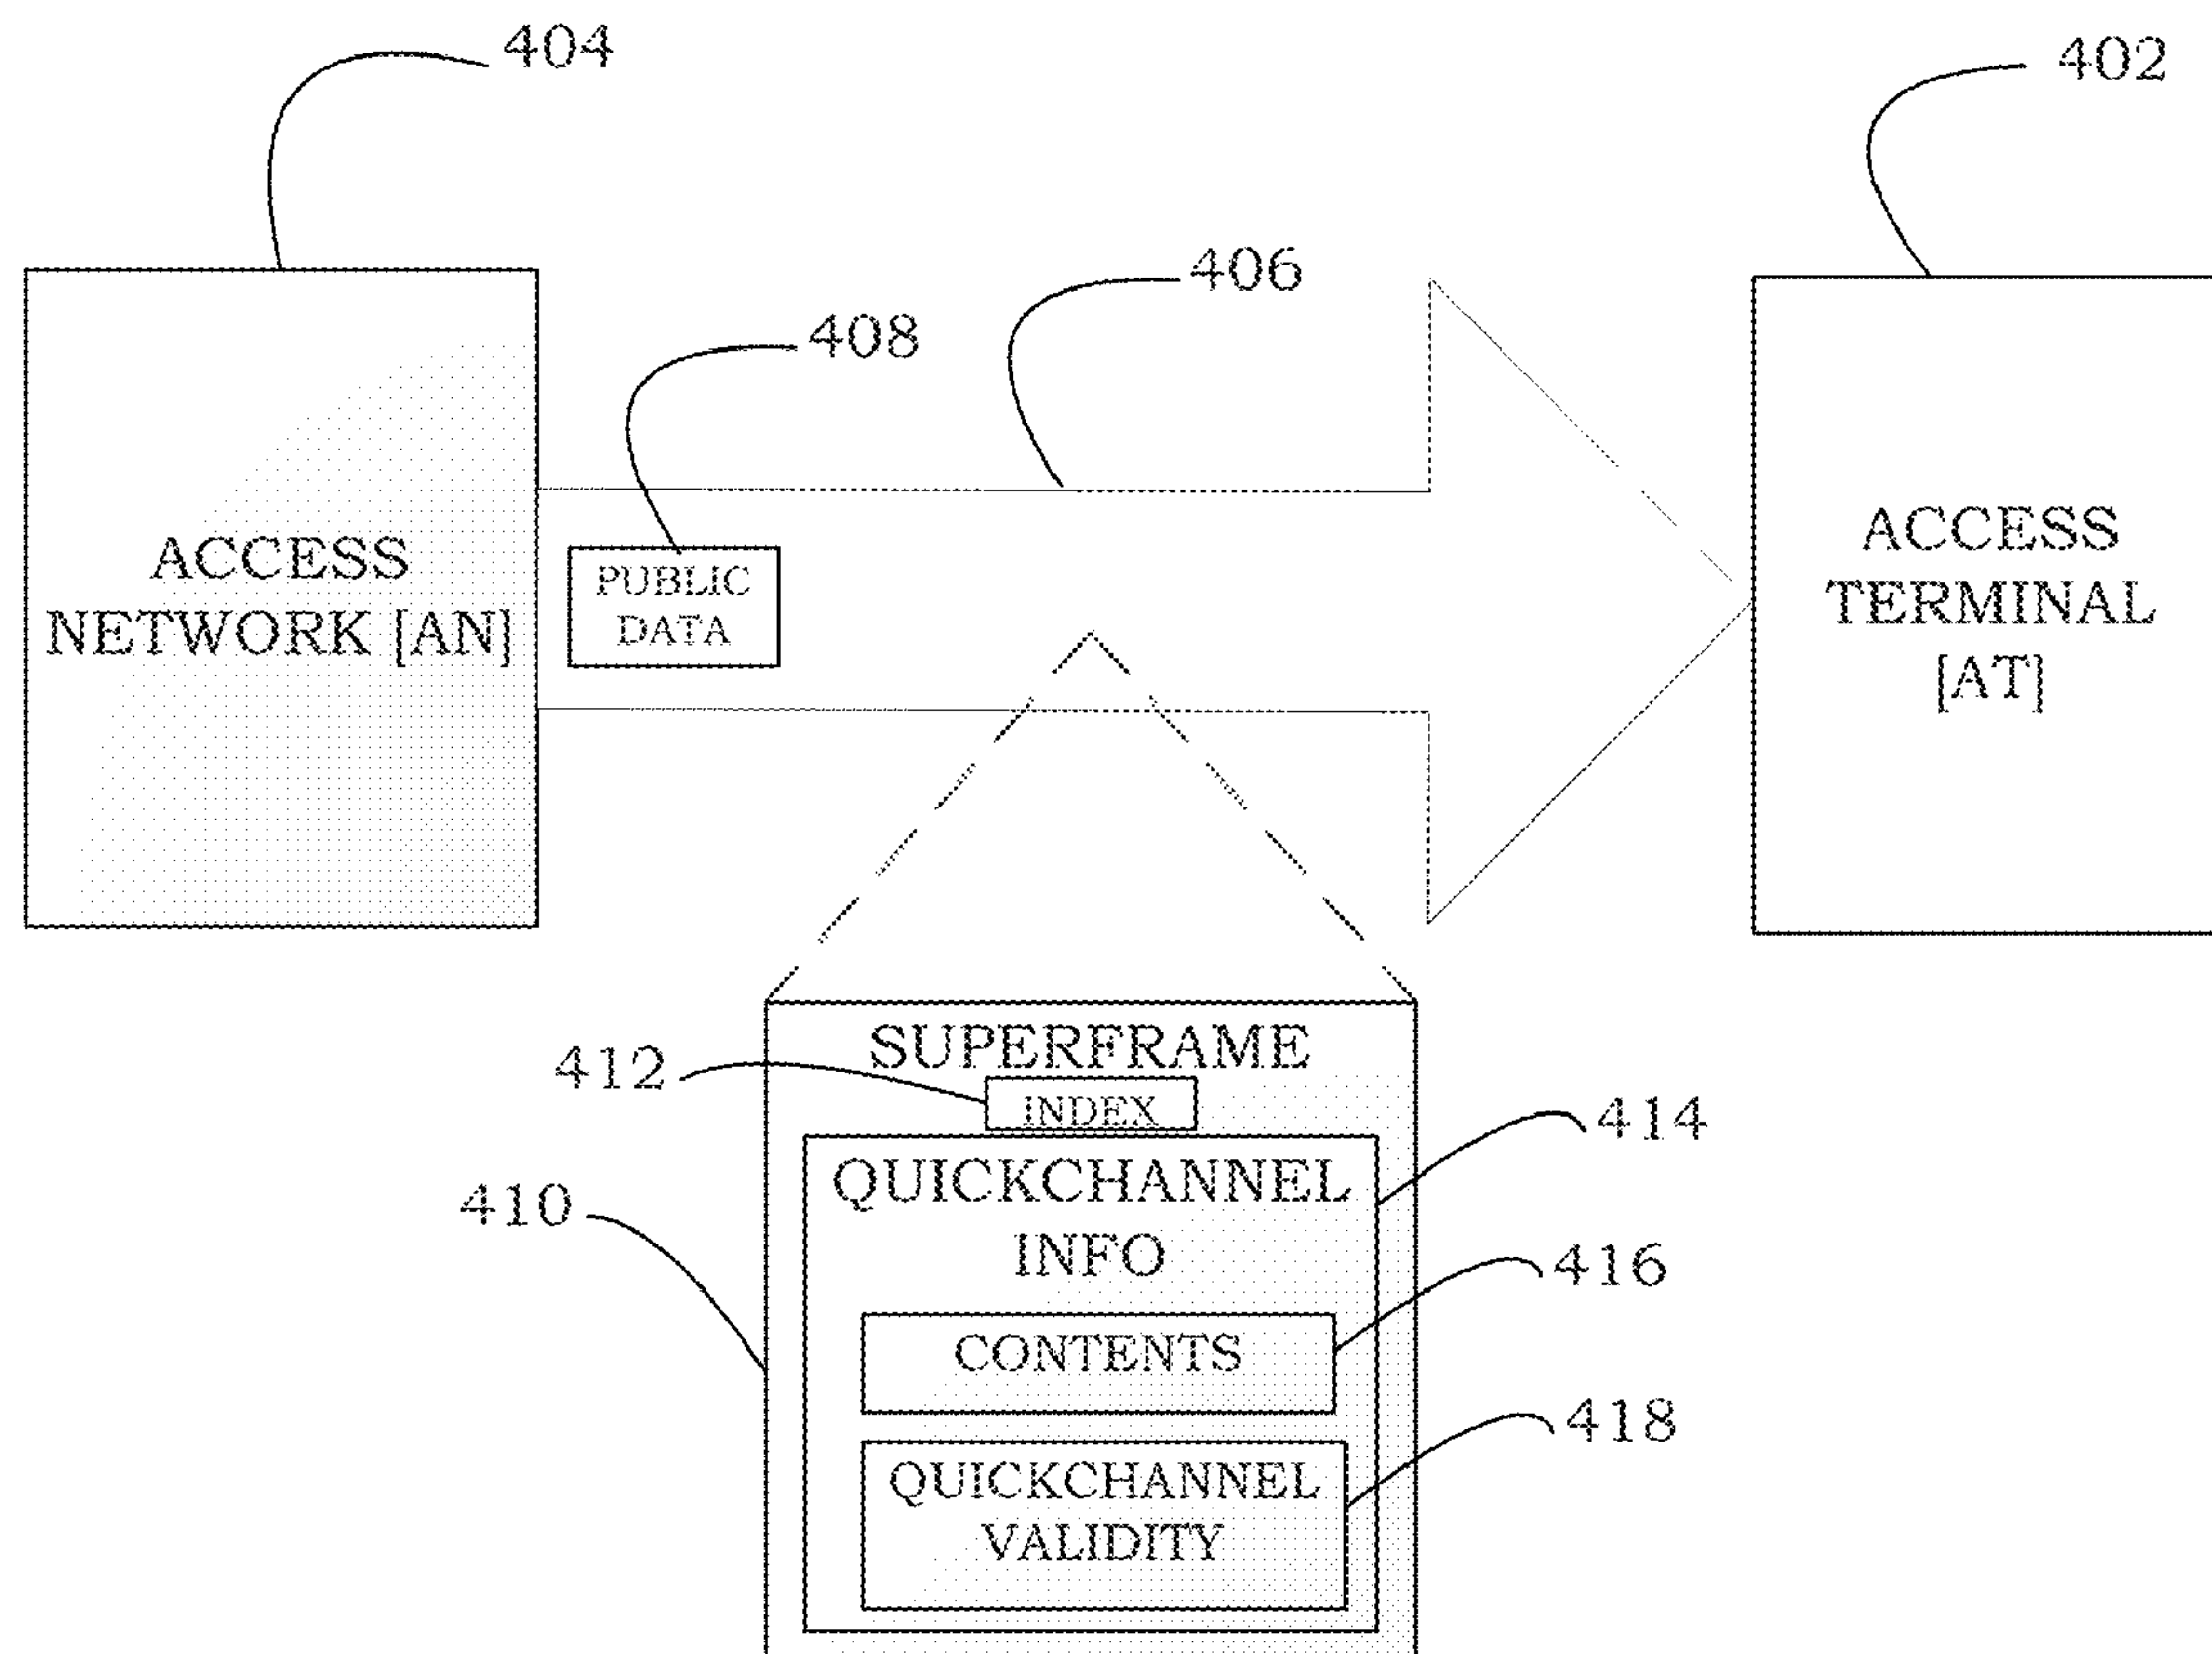 404
402
406
408
ACCESS
NETWORK [AN]
PUBLIC
DATA
ACCESS
TERMINAL
[AT]
SUPERFRAME
412
INDEX
414
410
QUICKCHANNEL
INFO
416
CONTENTS
418
QUICKCHANNEL
VALIDITY